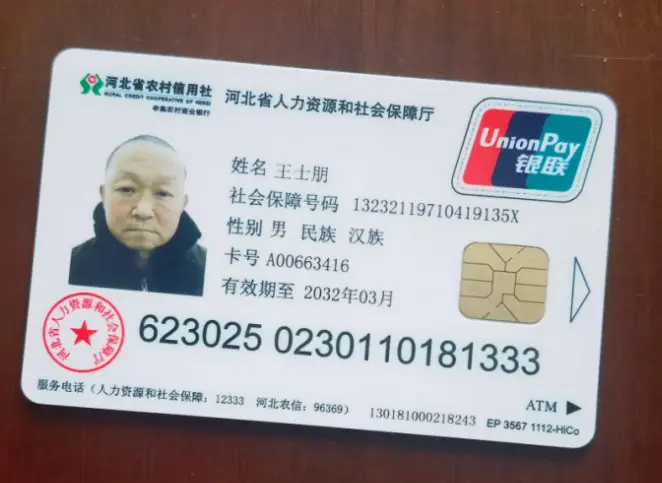 河北省农村信用社
RURAL CREDIT COOPERATIVE OF HEBEI
辛集农村商业银行
河北省人力资源和社会保障厅
UnionPay
银联
姓名 王士朋
社会保障号码 13232119710419135X
性别 男 民族 汉族
卡号 A00663416
有效期至 2032年03月
河北省人力资源和社会保障厅
623025 0230110181333
服务电话（人力资源和社会保障：12333 河北农信：96369） 130181000218243
ATM
EP 3567 1112-HiCo